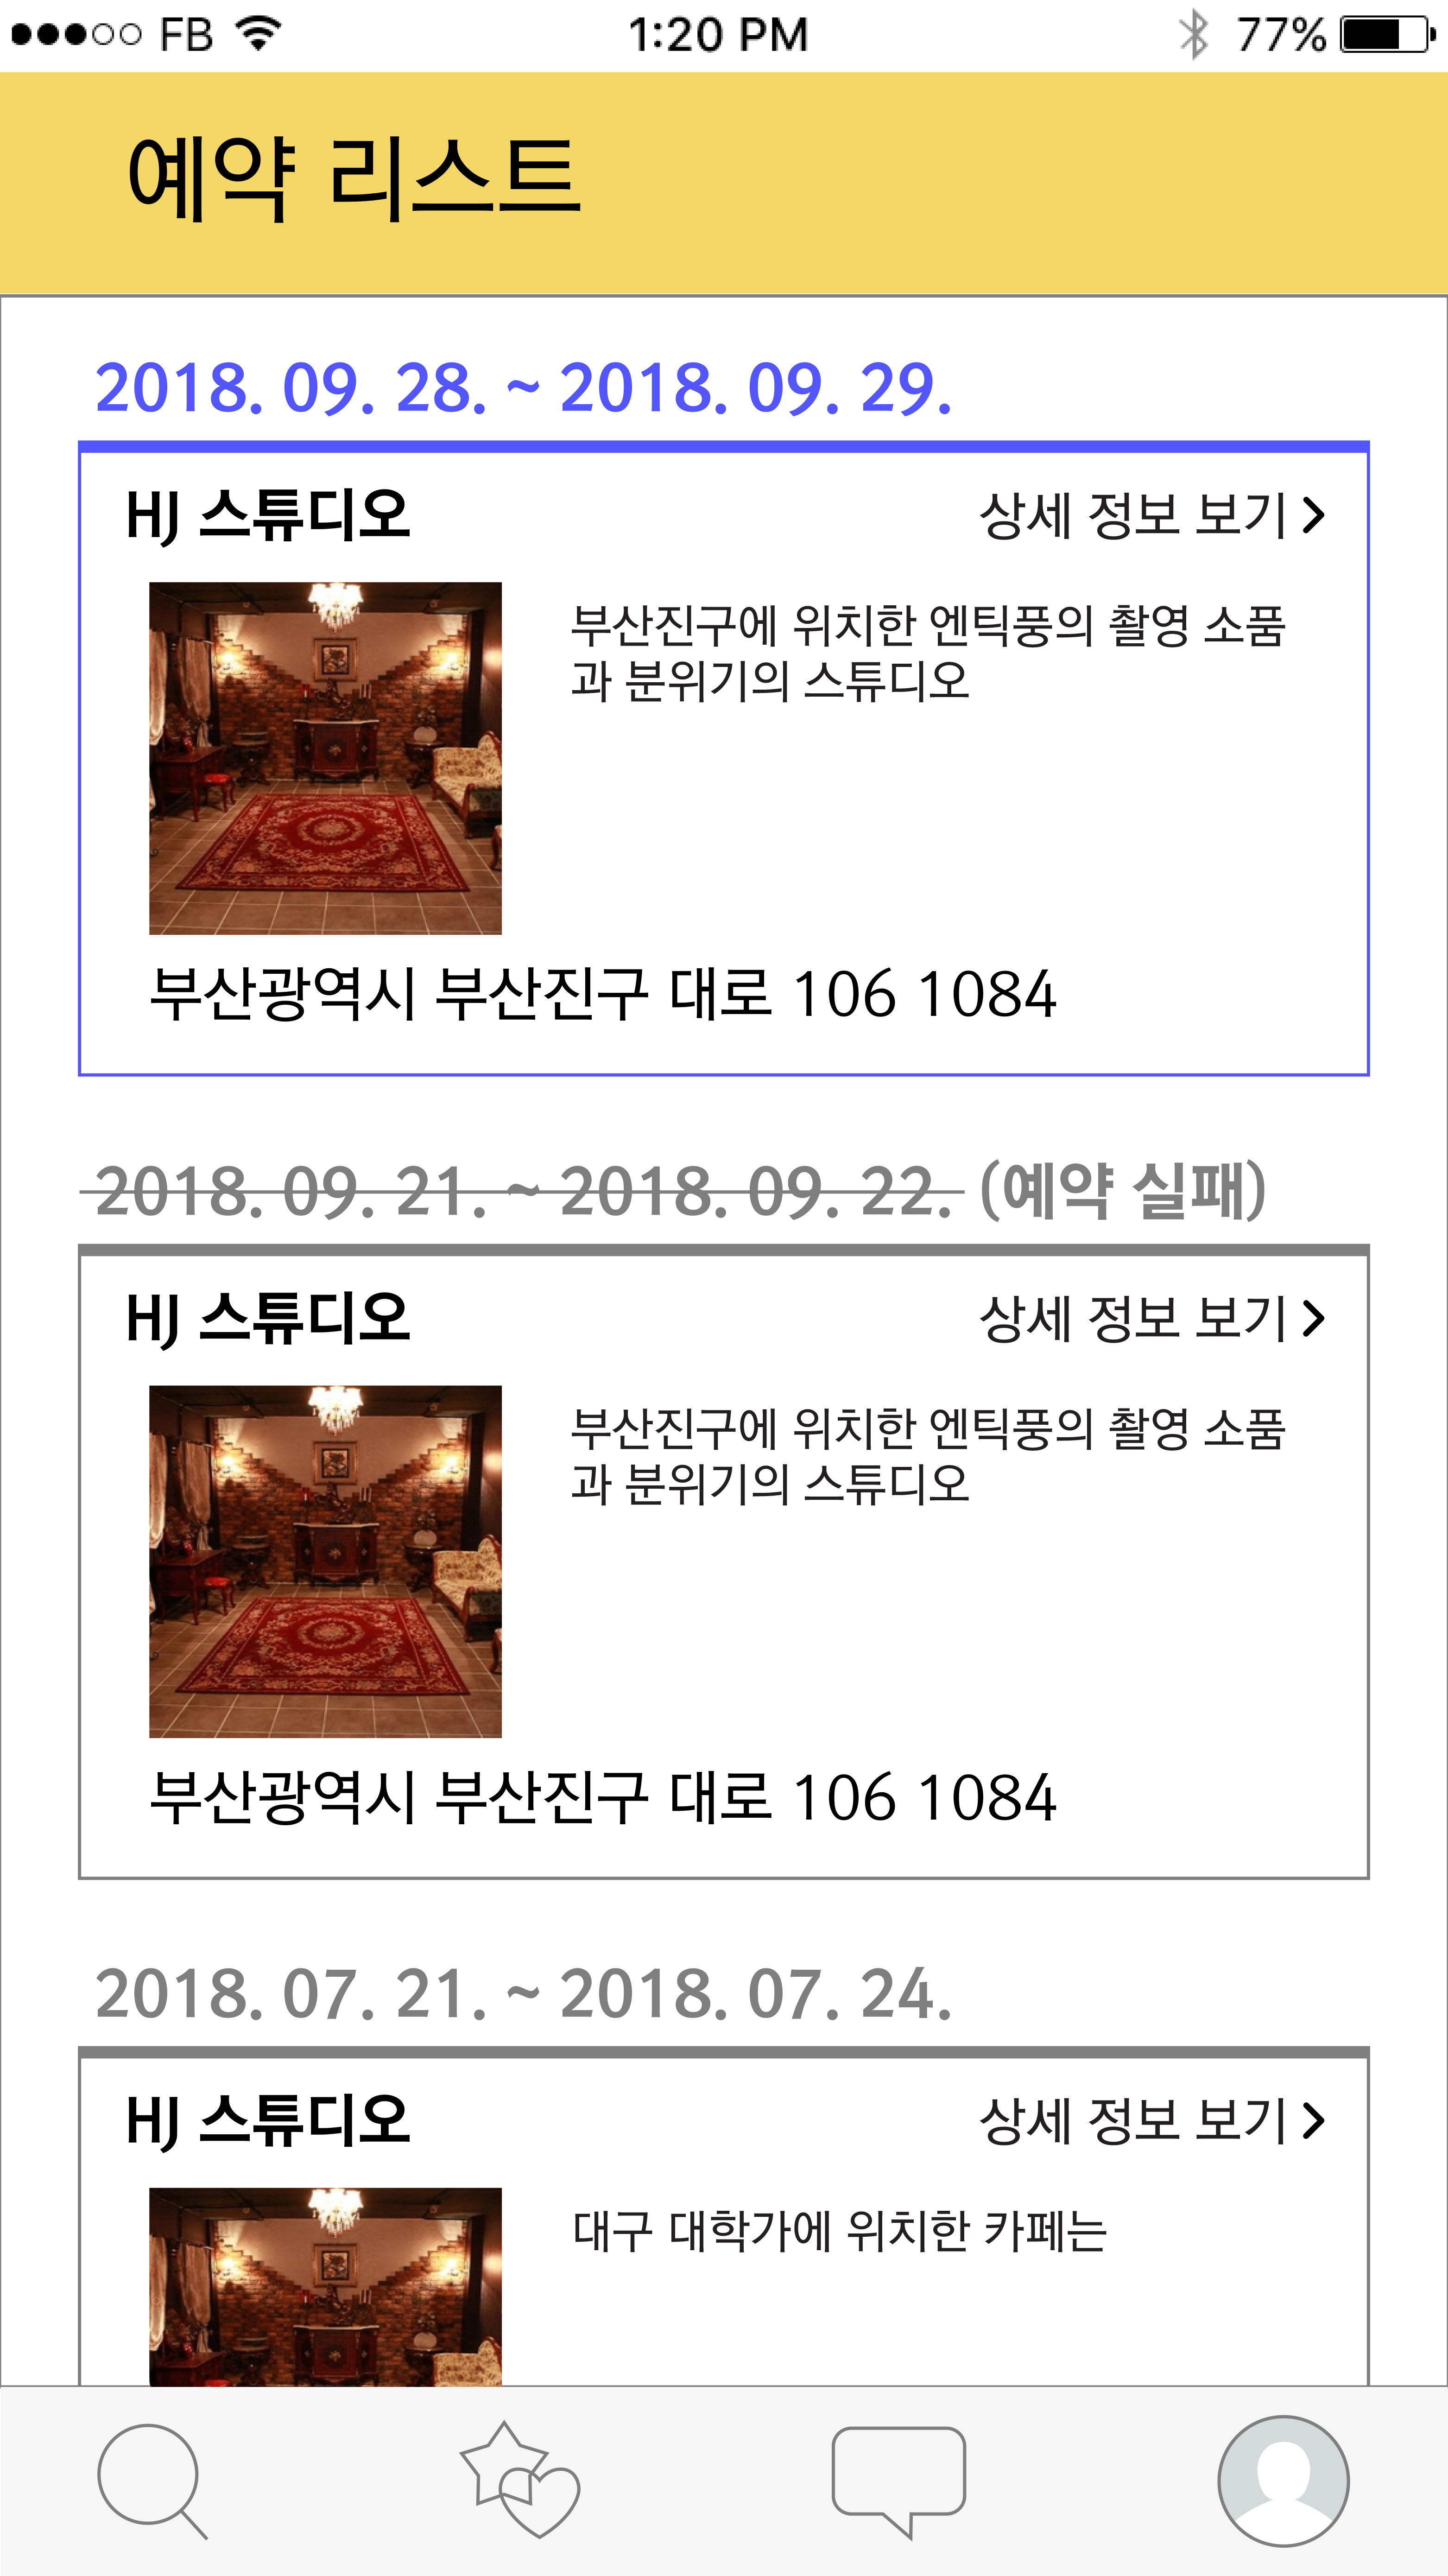 FB 1:20 PM 77%
예약 리스트
2018. 09. 28. ~ 2018. 09. 29.
HJ 스튜디오 상세 정보 보기
부산진구에 위치한 엔틱풍의 촬영 소품
과 분위기의 스튜디오
부산광역시 부산진구 대로 106 1084
2018. 09. 21. ~ 2018. 09. 22. (예약 실패)
HJ 스튜디오 상세 정보 보기
부산진구에 위치한 엔틱풍의 촬영 소품
과 분위기의 스튜디오
부산광역시 부산진구 대로 106 1084
2018. 07. 21. ~ 2018. 07. 24.
HJ 스튜디오 상세 정보 보기
대구 대학가에 위치한 카페는